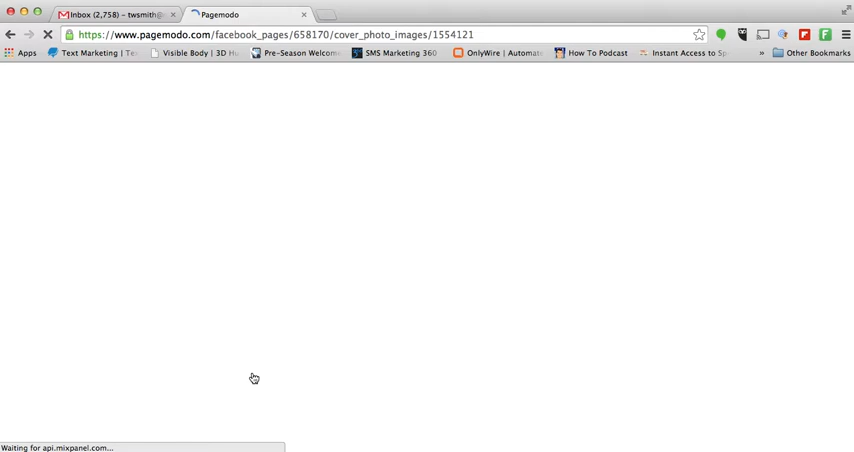 Inbox (2,758) – twsmith@
Pagemodo
https://www.pagemodo.com/facebook_pages/658170/cover_photo_images/1554121
Apps Text Marketing | Te Visible Body | 3D Hu Pre-Season Welcome SMS Marketing 360 OnlyWire | Automat How To Podcast Instant Access to Sp » Other Bookmarks
Waiting for api.mixpanel.com...